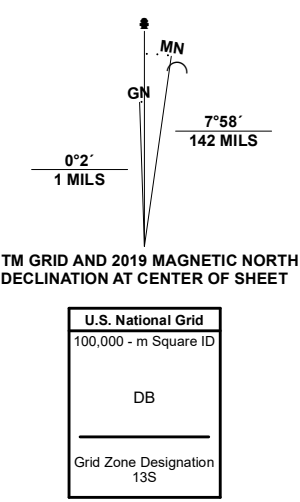 MN
GN
7°58´
142 MILS
0°2´
1 MILS
TM GRID AND 2019 MAGNETIC NORTH
DECLINATION AT CENTER OF SHEET
U.S. National Grid
100,000 - m Square ID
DB
Grid Zone Designation
13S